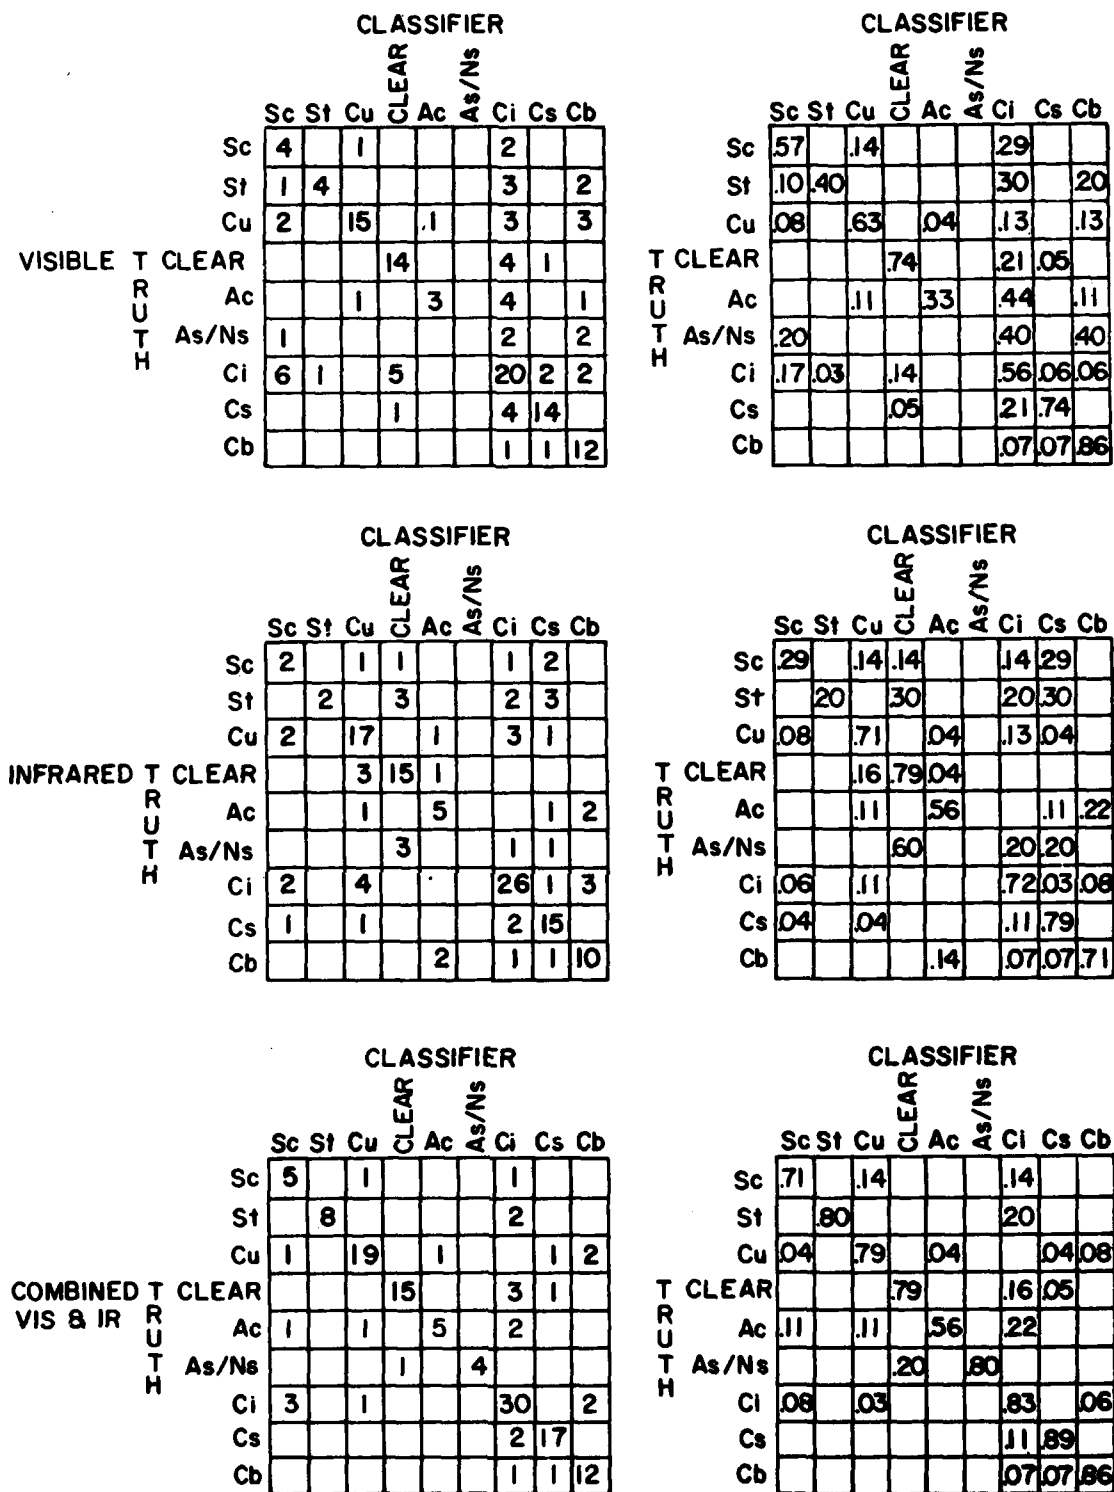 CLASSIFIER CLASSIFIER
Sc St Cu CLEAR Ac As/Ns Ci Cs Cb Sc St Cu CLEAR Ac As/Ns Ci Cs Cb
Sc 4 1 2 Sc .57 .14 .29
St 1 4 3 2 St .10 .40 .30 .20
Cu 2 15 .1 3 3 Cu .08 .63 .04 .13 .13
VISIBLE TRUTH CLEAR 14 4 1 TRUTH CLEAR .74 .21 .05
Ac 1 3 4 1 Ac .11 .33 .44 .11
As/Ns 1 2 2 As/Ns .20 .40 .40
Ci 6 1 5 20 2 2 Ci .17 .03 .14 .56 .06 .06
Cs 1 4 14 Cs .05 .21 .74
Cb 1 1 12 Cb .07 .07 .86
CLASSIFIER CLASSIFIER
Sc St Cu CLEAR Ac As/Ns Ci Cs Cb Sc St Cu CLEAR Ac As/Ns Ci Cs Cb
Sc 2 1 1 1 2 Sc .29 .14 .14 .14 .29
St 2 3 2 3 St .20 .30 .20 .30
Cu 2 17 1 3 1 Cu .08 .71 .04 .13 .04
INFRARED TRUTH CLEAR 3 15 1 TRUTH CLEAR .16 .79 .04
Ac 1 5 1 2 Ac .11 .56 .11 .22
As/Ns 3 1 1 As/Ns .60 .20 .20
Ci 2 4 26 1 3 Ci .06 .11 .72 .03 .08
Cs 1 1 2 15 Cs .04 .04 .11 .79
Cb 2 1 1 10 Cb .14 .07 .07 .71
CLASSIFIER CLASSIFIER
Sc St Cu CLEAR Ac As/Ns Ci Cs Cb Sc St Cu CLEAR Ac As/Ns Ci Cs Cb
Sc 5 1 1 Sc .71 .14 .14
St 8 2 St .80 .20
Cu 1 19 1 1 2 Cu .04 .79 .04 .04 .08
COMBINED VIS & IR TRUTH CLEAR 15 3 1 TRUTH CLEAR .79 .16 .05
Ac 1 1 5 2 Ac .11 .11 .56 .22
As/Ns 1 4 As/Ns .20 .80
Ci 3 1 30 2 Ci .08 .03 .83 .06
Cs 2 17 Cs .11 .89
Cb 1 1 12 Cb .07 .07 .86